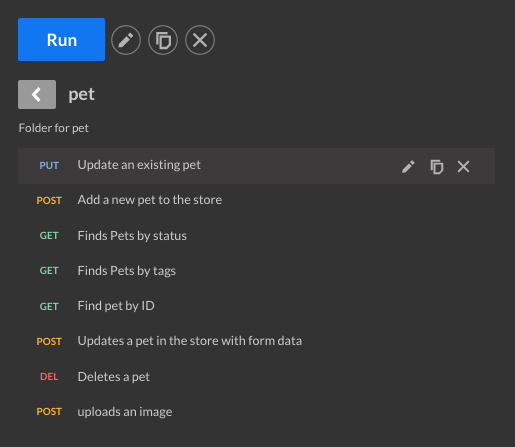 Run
pet
Folder for pet
PUT Update an existing pet
POST Add a new pet to the store
GET Finds Pets by status
GET Finds Pets by tags
GET Find pet by ID
POST Updates a pet in the store with form data
DEL Deletes a pet
POST uploads an image